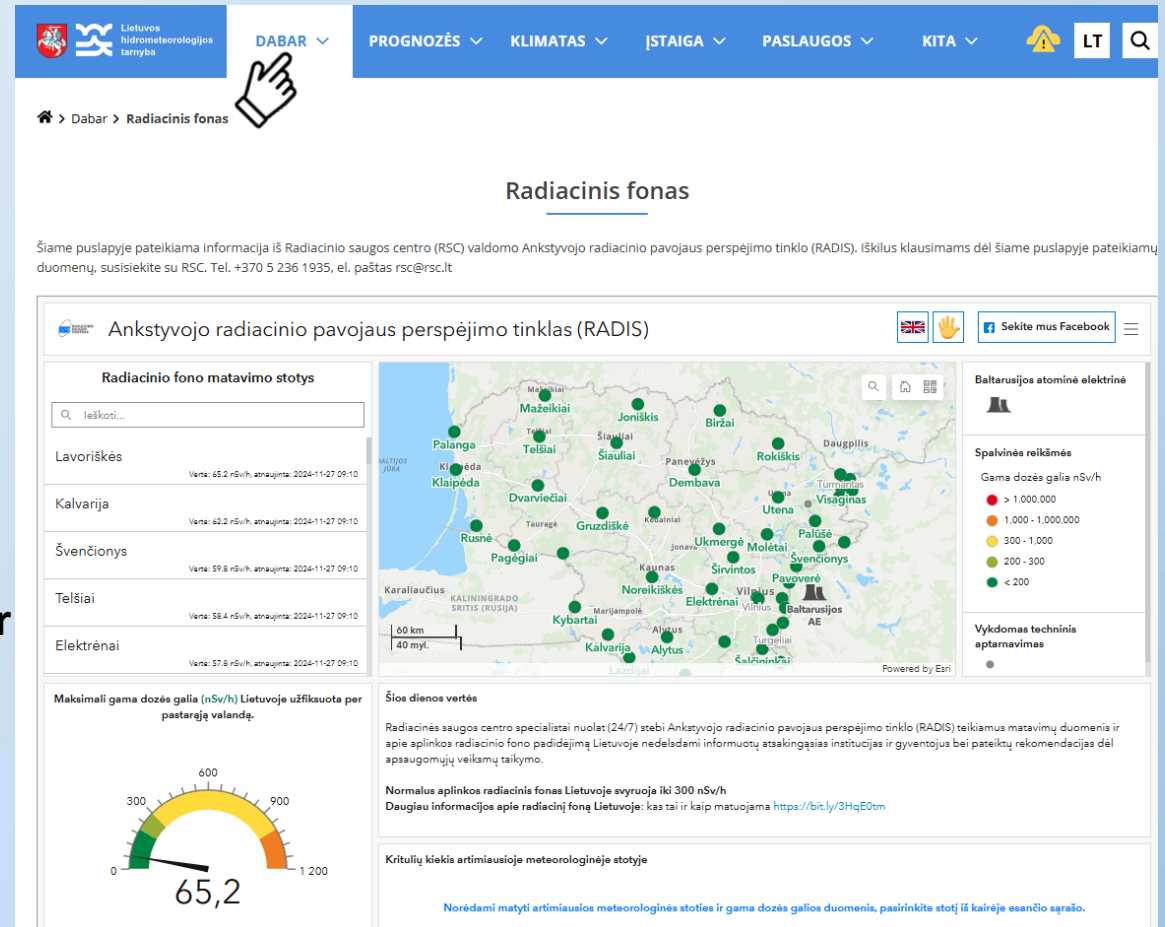 Lietuvos
hidrometeorologijos
tarnyba
DABAR
PROGNOZĖS
KLIMATAS
ĮSTAIGA
PASLAUGOS
KITA
LT
> Dabar > Radiacinis fonas
Radiacinis fonas
Šiame puslapyje pateikiama informacija iš Radiacinio saugos centro (RSC) valdomo Ankstyvojo radiacinio pavojaus perspėjimo tinklo (RADIS). Iškilus klausimams dėl šiame puslapyje pateikiamų
duomenų, susisiekite su RSC. Tel. +370 5 236 1935, el. paštas rsc@rsc.lt
Ankstyvojo radiacinio pavojaus perspėjimo tinklas (RADIS)
Sekite mus Facebook
Radiacinio fono matavimo stotys
Ieškoti...
Lavoriškės
Vertė: 65.2 nSv/h, atnaujinta: 2024-11-27 09:10
Kalvarija
Vertė: 62.2 nSv/h, atnaujinta: 2024-11-27 09:10
Švenčionys
Vertė: 59.8 nSv/h, atnaujinta: 2024-11-27 09:10
Telšiai
Vertė: 58.4 nSv/h, atnaujinta: 2024-11-27 09:10
Elektrėnai
Vertė: 57.8 nSv/h, atnaujinta: 2024-11-27 09:10
r
Mažeikiai
Mažeikiai
Joniškis
Biržai
Palanga
Telšiai
Telšiai
Šiauliai
Šiauliai
Rokiškis
Daugpilis
Panevėžys
Klaipėda
Dembava
Turmantas
Visaginas
Dvarviečiai
Utena
Tauragė
Gruzdiškė
Kėdainiai
Rusnė
Ukmergė
Molėtai
Palūšė
Jonava
Pagėgiai
Širvintos
Švenčionys
Kaunas
Pavoverė
Karaliaučius
KALININGRADO
SRITIS (RUSIJA)
Noreikiškės
Elektrėnai
Vilnius
Vilnius
Baltarusijos
AE
Marijampolė
Kybartai
Alytus
Kalvarija
Alytus
Turgeliai
Šalčininkai
Lazdijai
60 km
40 myl.
Powered by Esri
Baltarusijos atominė elektrinė
Spalvinės reikšmės
Gama dozės galia nSv/h
> 1,000,000
1,000 - 1,000,000
300 - 1,000
200 - 300
< 200
Vykdomas techninis
aptarnavimas
Maksimali gama dozės galia (nSv/h) Lietuvoje užfiksuota per
pastarąją valandą.
0
300
600
900
1 200
65,2
Šios dienos vertės
Radiacinės saugos centro specialistai nuolat (24/7) stebi Ankstyvojo radiacinio pavojaus perspėjimo tinklo (RADIS) teikiamus matavimų duomenis ir
apie aplinkos radiacinio fono padidėjimą Lietuvoje nedelsdami informuotų atsakingąsias institucijas ir gyventojus bei pateiktų rekomendacijas dėl
apsaugomųjų veiksmų taikymo.
Normalus aplinkos radiacinis fonas Lietuvoje svyruoja iki 300 nSv/h
Daugiau informacijos apie radiacinį foną Lietuvoje: kas tai ir kaip matuojama https://bit.ly/3HqE0tm
Kritulių kiekis artimiausioje meteorologinėje stotyje
Norėdami matyti artimiausios meteorologinės stoties ir gama dozės galios duomenis, pasirinkite stotį iš kairėje esančio sąrašo.